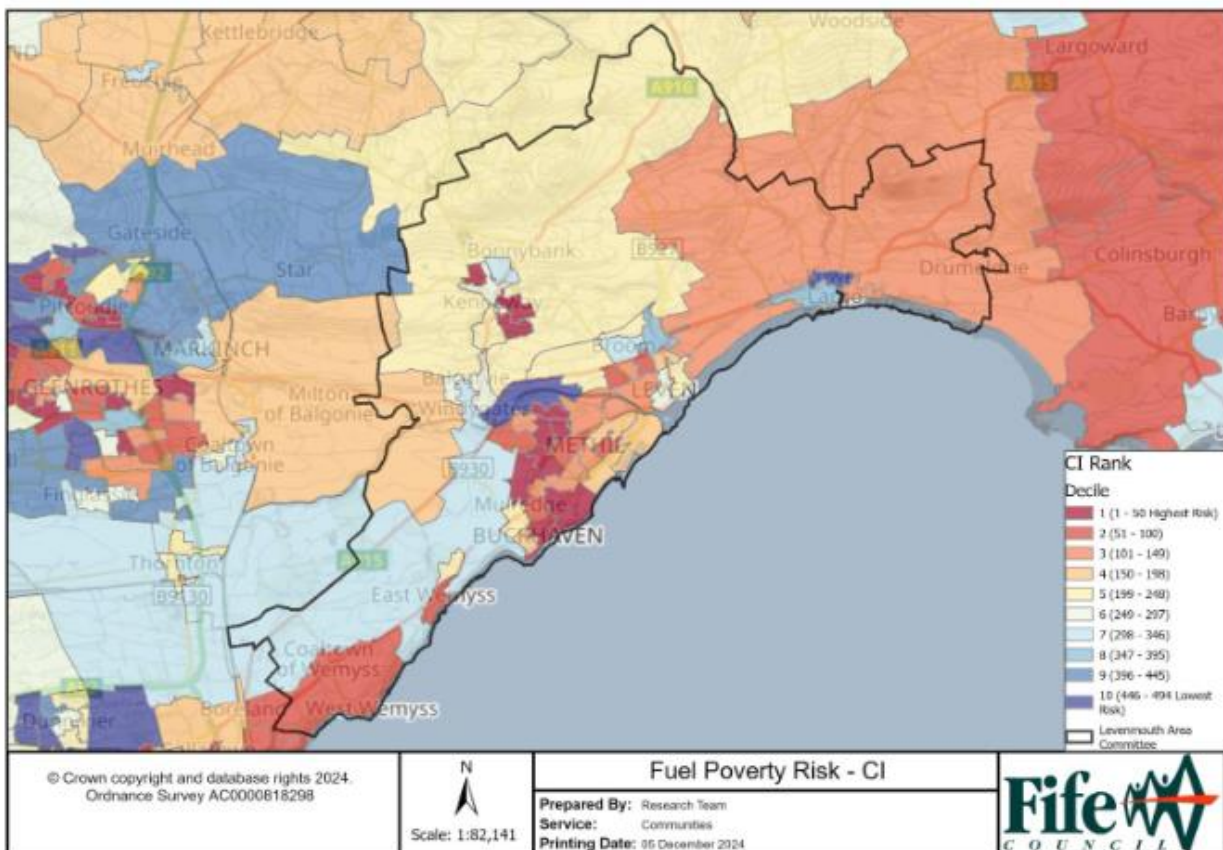 Woodside
Kettlebridge
Largoward
A915
A916
Muirhead
Gateside
Star
Bonnybank
Colinsburgh
MARKINCH
GLENROTHES
Milton
of Balgonie
Windygates
LEVEN
Coaltown
of Balgonie
METHIL
B930
Muiredge
BUCKHAVEN
Thornton
A915
B9130
East Wemyss
Coaltown
of Wemyss
West Wemyss
CI Rank
Decile
1 (1 - 50 Highest Risk)
2 (51 - 100)
3 (101 - 149)
4 (150 - 198)
5 (199 - 248)
6 (249 - 297)
7 (298 - 346)
8 (347 - 395)
9 (396 - 445)
10 (446 - 494 Lowest
Risk)
Levenmouth Area
Committee
© Crown copyright and database rights 2024.
Ordnance Survey AC0000818298
N
Scale: 1:82,141
Fuel Poverty Risk - CI
Prepared By: Research Team
Service: Communities
Printing Date: 05 December 2024
Fife
COUNCIL